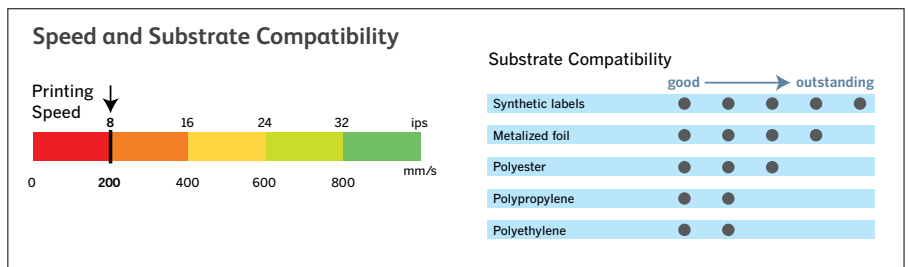 Speed and Substrate Compatibility
Printing
Speed
8 16 24 32 ips
mm/s
0 200 400 600 800
Substrate Compatibility
good outstanding
Synthetic labels
Metalized foil
Polyester
Polypropylene
Polyethylene